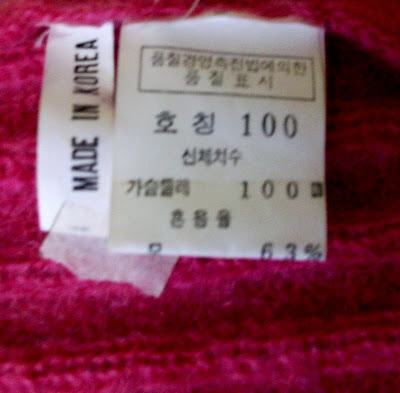 MADE IN KOREA
품질경영촉진법에의한
품 질 표 시
호 칭 100
신체치수
가슴둘레 100
혼용율
모 63%